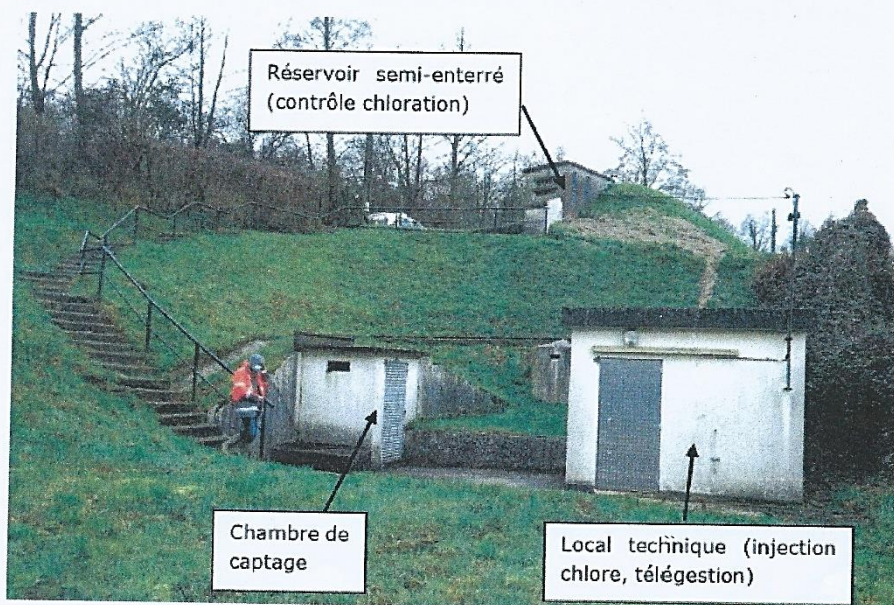 Réservoir semi-enterré
(contrôle chloration)
Chambre de
captage
Local technique (injection
chlore, télégestion)